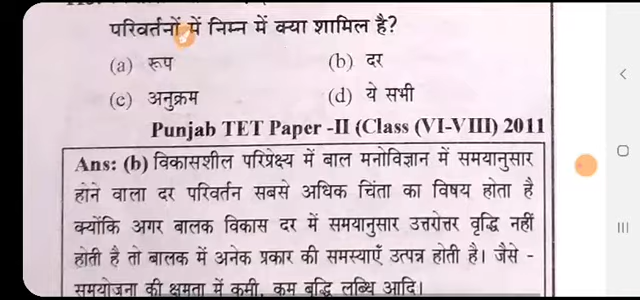 परिवर्तनों में निम्न में क्या शामिल है?
(a) रूप (b) दर
(c) अनुक्रम (d) ये सभी
Punjab TET Paper -II (Class (VI-VIII) 2011
Ans: (b) विकासशील परिप्रेक्ष्य में बाल मनोविज्ञान में समयानुसार
होने वाला दर परिवर्तन सबसे अधिक चिंता का विषय होता है
क्योंकि अगर बालक विकास दर में समयानुसार उत्तरोत्तर वृद्धि नहीं
होती है तो बालक में अनेक प्रकार की समस्याएँ उत्पन्न होती है। जैसे -
समयोजना की क्षमता में कमी, कम बुद्धि लब्धि आदि।